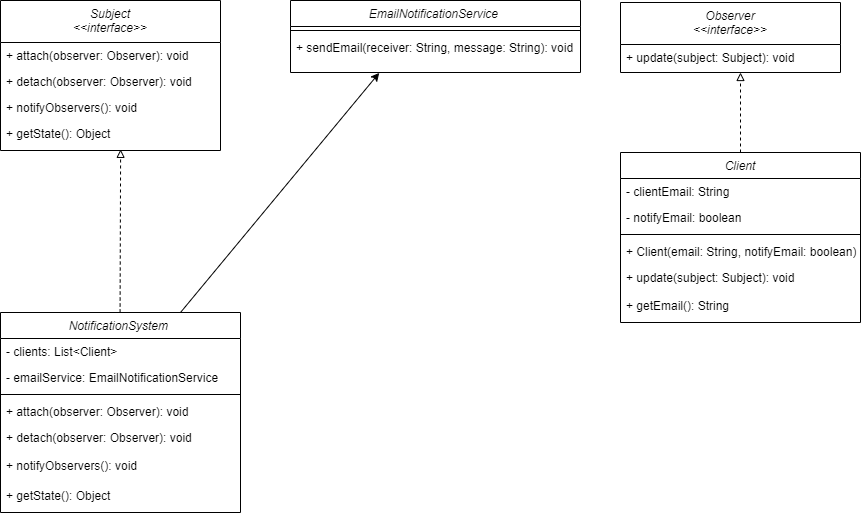 Subject
<<interface>>
+ attach(observer: Observer): void
+ detach(observer: Observer): void
+ notifyObservers(): void
+ getState(): Object
EmailNotificationService
+ sendEmail(receiver: String, message: String): void
Observer
<<interface>>
+ update(subject: Subject): void
Client
- clientEmail: String
- notifyEmail: boolean
+ Client(email: String, notifyEmail: boolean)
+ update(subject: Subject): void
+ getEmail(): String
NotificationSystem
- clients: List<Client>
- emailService: EmailNotificationService
+ attach(observer: Observer): void
+ detach(observer: Observer): void
+ notifyObservers(): void
+ getState(): Object